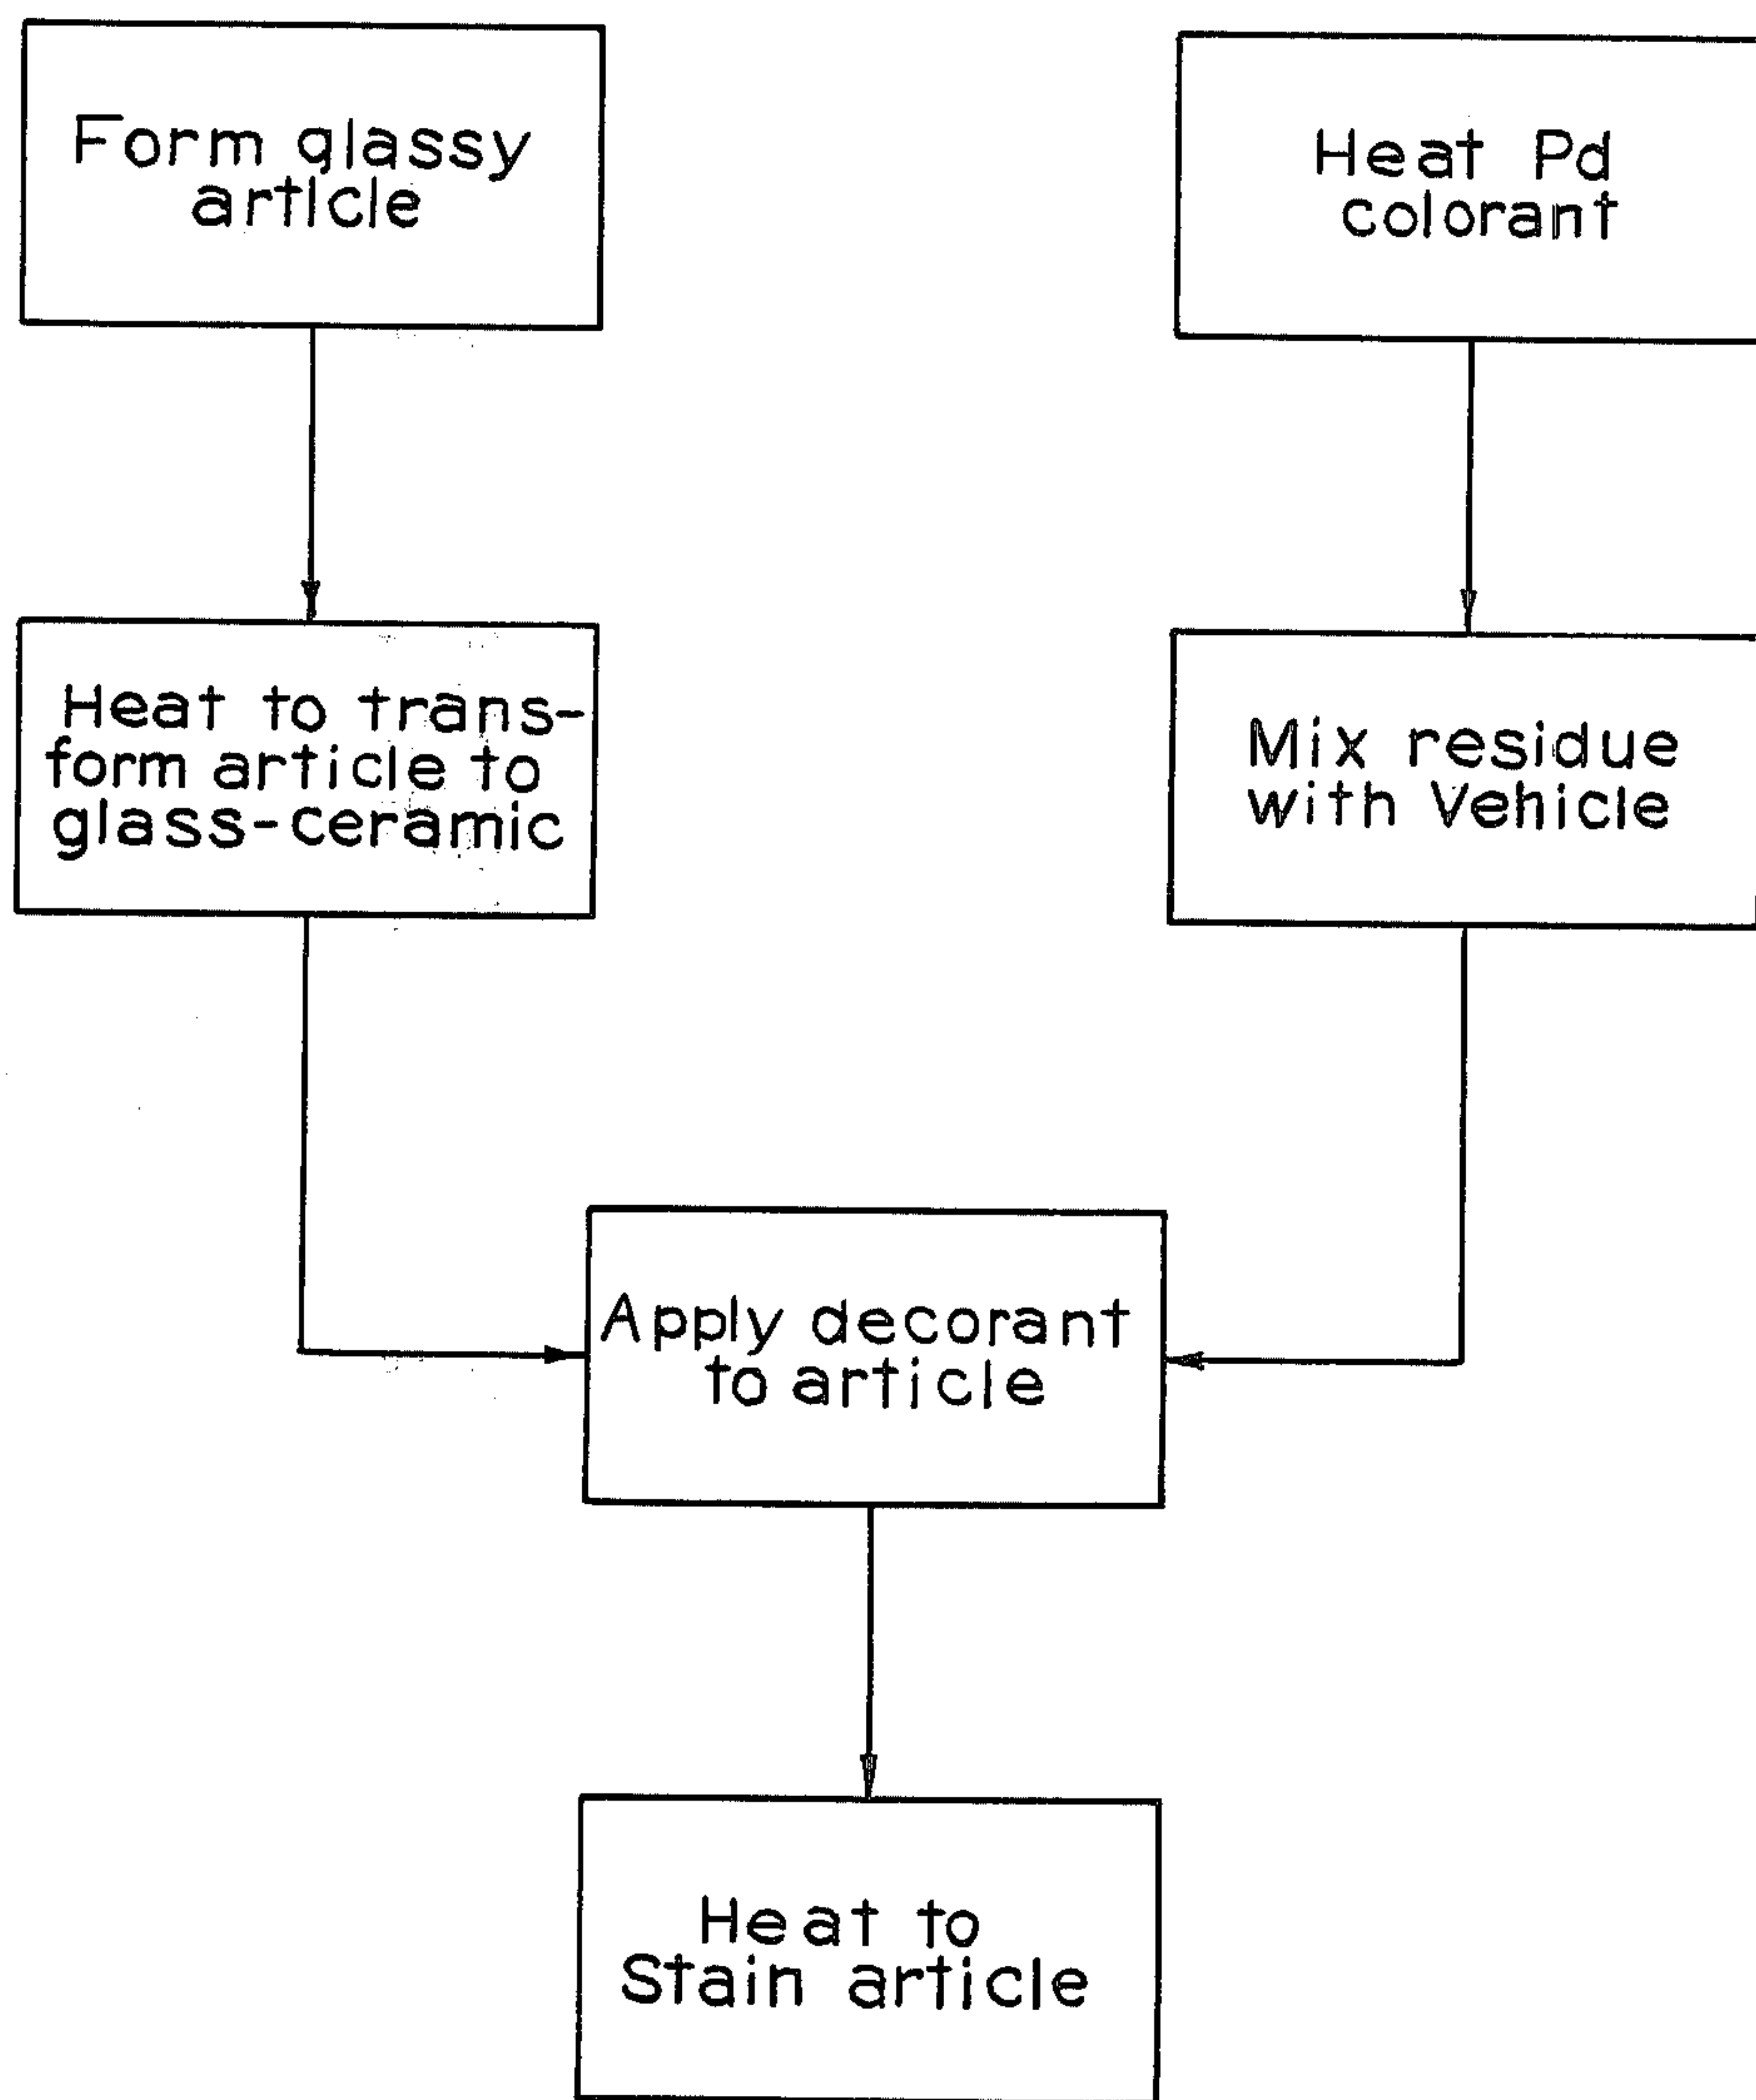 Form glassy
article
Heat Pd
colorant
Heat to trans-
form article to
glass-ceramic
Mix residue
with Vehicle
Apply decorant
to article
Heat to
Stain article